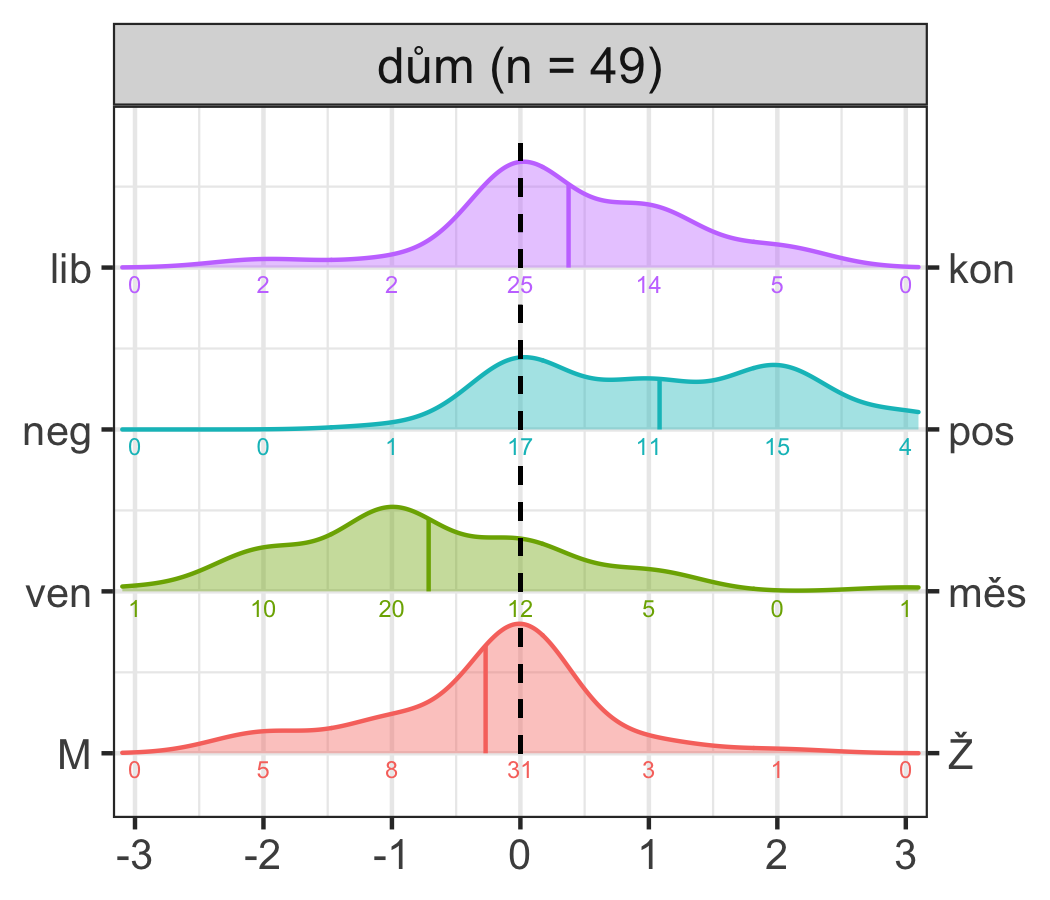 dům (n = 49)
lib kon
0 2 2 25 14 5 0
neg pos
0 0 1 17 11 15 4
ven měs
1 10 20 12 5 0 1
M Ž
0 5 8 31 3 1 0
-3 -2 -1 0 1 2 3